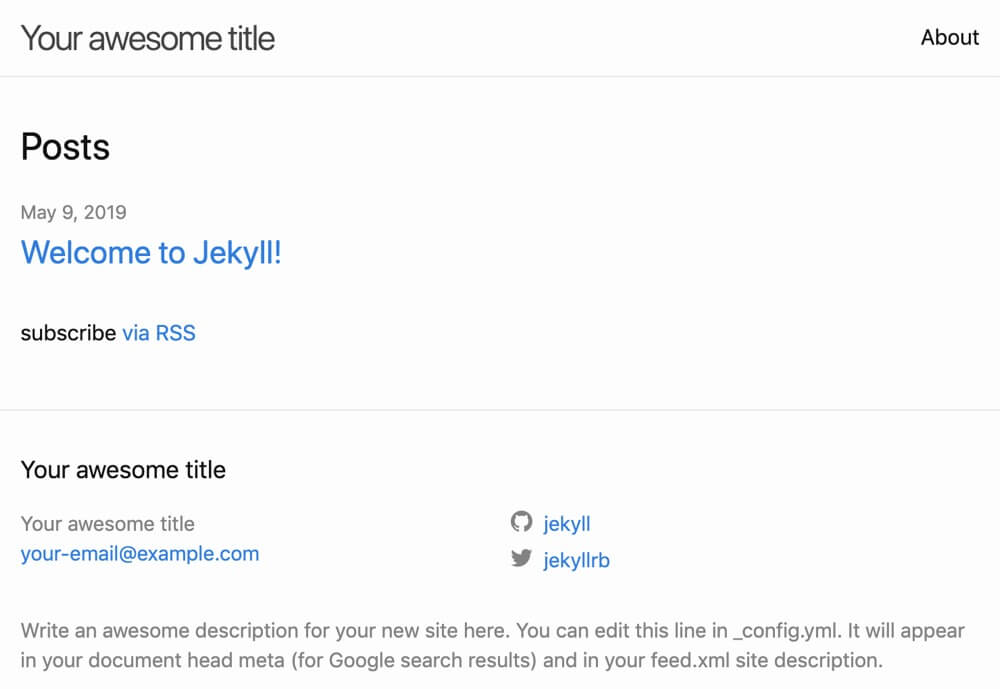 Your awesome title
About
Posts
May 9, 2019
Welcome to Jekyll!
subscribe via RSS
Your awesome title
Your awesome title
your-email@example.com
jekyll
jekyllrb
Write an awesome description for your new site here. You can edit this line in _config.yml. It will appear
in your document head meta (for Google search results) and in your feed.xml site description.